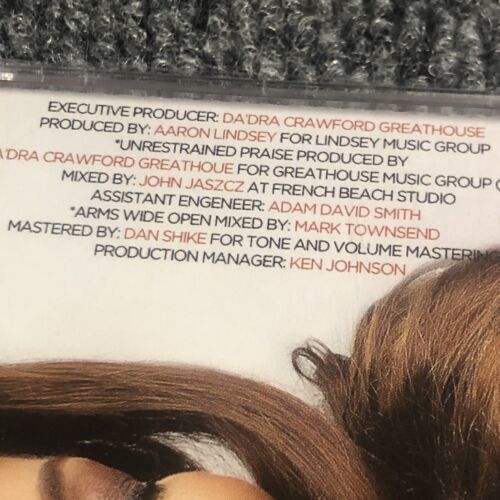 EXECUTIVE PRODUCER: DA'DRA CRAWFORD GREATHOUSE
PRODUCED BY: AARON LINDSEY FOR LINDSEY MUSIC GROUP
*UNRESTRAINED PRAISE PRODUCED BY
A'DRA CRAWFORD GREATHOUE FOR GREATHOUSE MUSIC GROUP
MIXED BY: JOHN JASZCZ AT FRENCH BEACH STUDIO
ASSISTANT ENGENEER: ADAM DAVID SMITH
*ARMS WIDE OPEN MIXED BY: MARK TOWNSEND
MASTERED BY: DAN SHIKE FOR TONE AND VOLUME MASTERING
PRODUCTION MANAGER: KEN JOHNSON